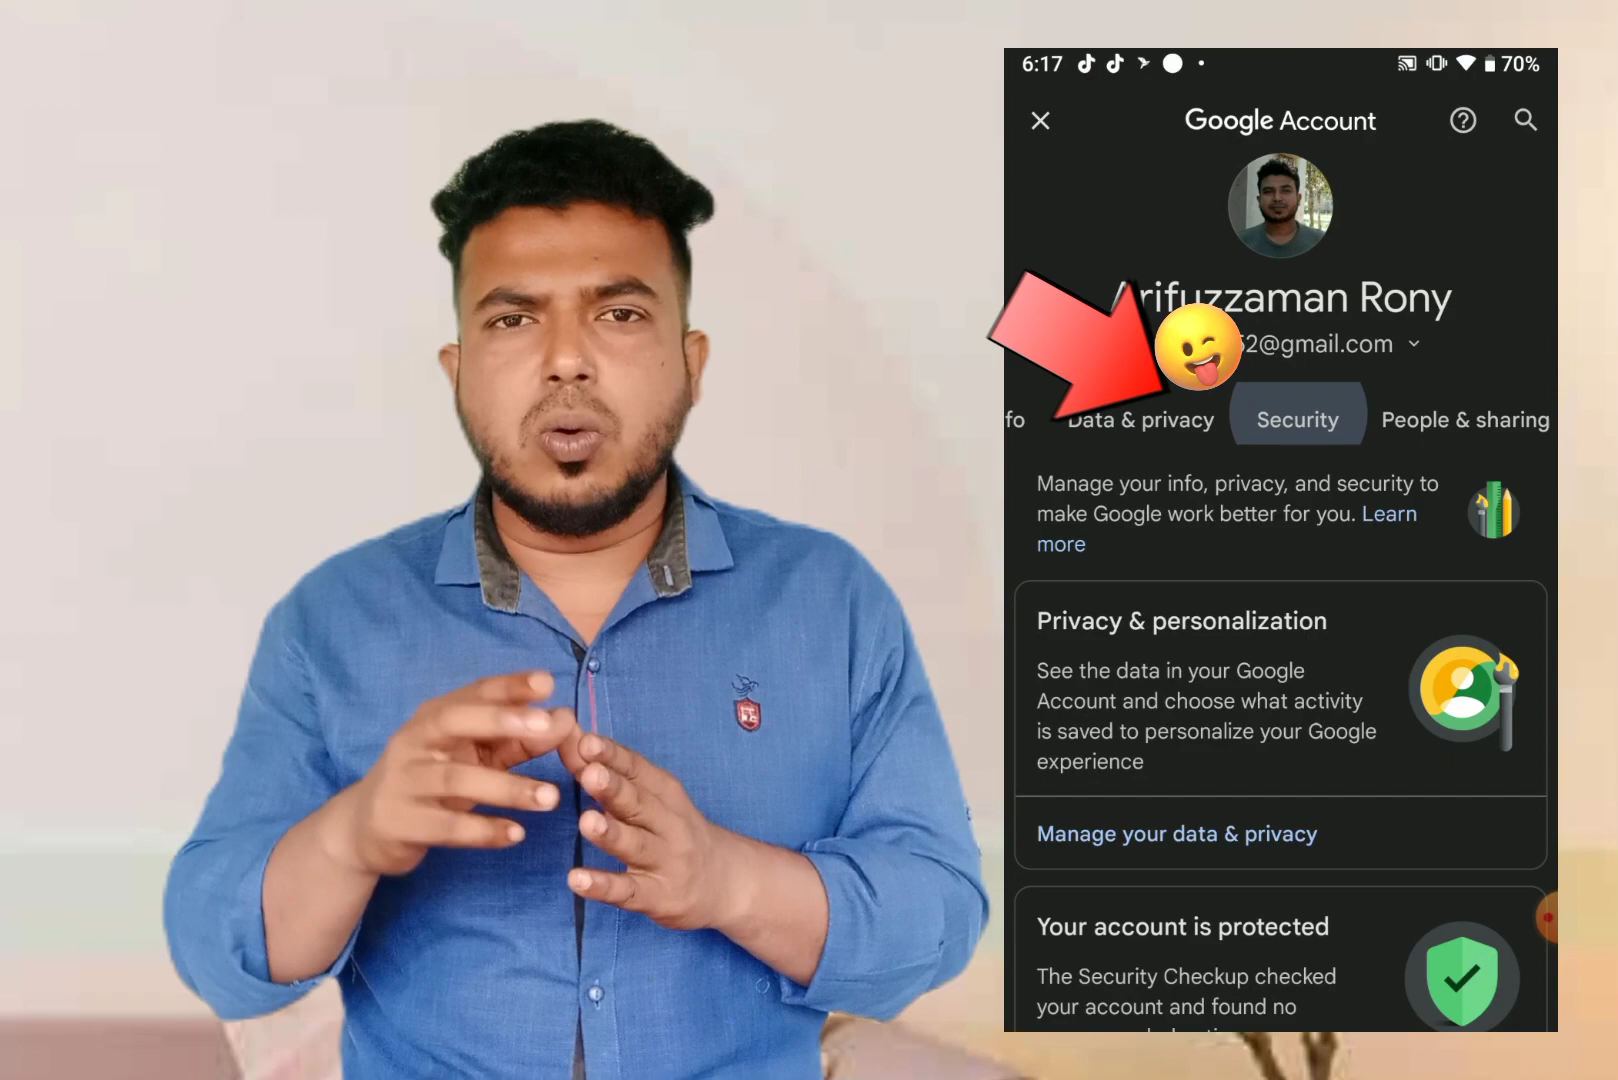 6:17
70%
Google Account
Arifuzzaman Rony
52@gmail.com
fo Data & privacy Security People & sharing
Manage your info, privacy, and security to
make Google work better for you. Learn
more
Privacy & personalization
See the data in your Google
Account and choose what activity
is saved to personalize your Google
experience
Manage your data & privacy
Your account is protected
The Security Checkup checked
your account and found no